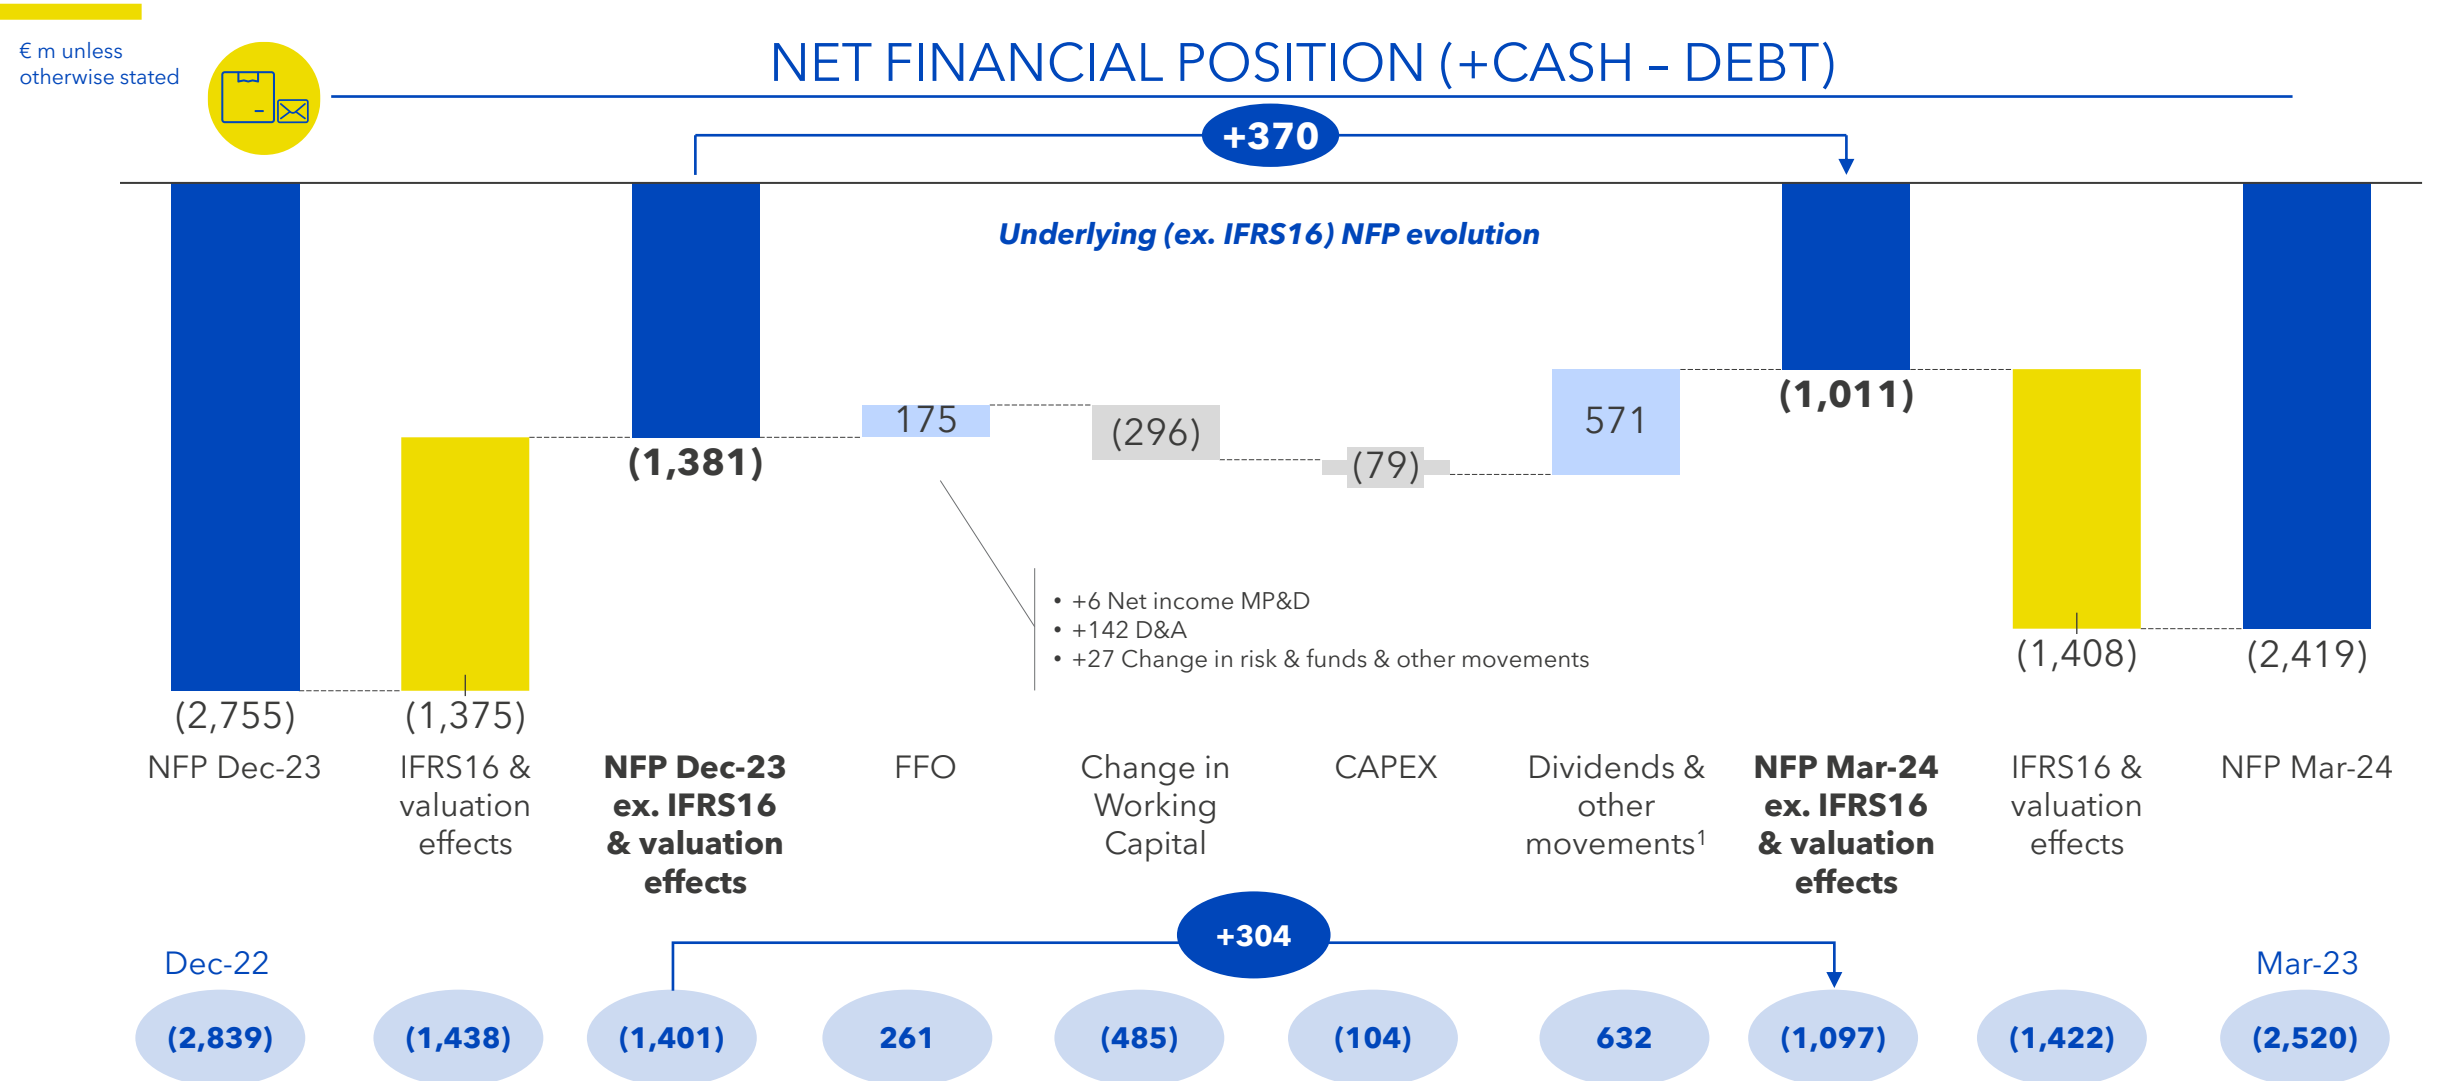 € m unless
otherwise stated
NET FINANCIAL POSITION (+CASH – DEBT)
+370
Underlying (ex. IFRS16) NFP evolution
175
(296)
(79)
571
(1,011)
(1,381)
• +6 Net income MP&D
• +142 D&A
• +27 Change in risk & funds & other movements
(1,408)
(2,419)
(2,755)
(1,375)
NFP Dec-23
IFRS16 &
valuation
effects
NFP Dec-23
ex. IFRS16
& valuation
effects
FFO
Change in
Working
Capital
CAPEX
Dividends &
other
movements¹
NFP Mar-24
ex. IFRS16
& valuation
effects
IFRS16 &
valuation
effects
NFP Mar-24
+304
Dec-22
Mar-23
(2,839)
(1,438)
(1,401)
261
(485)
(104)
632
(1,097)
(1,422)
(2,520)